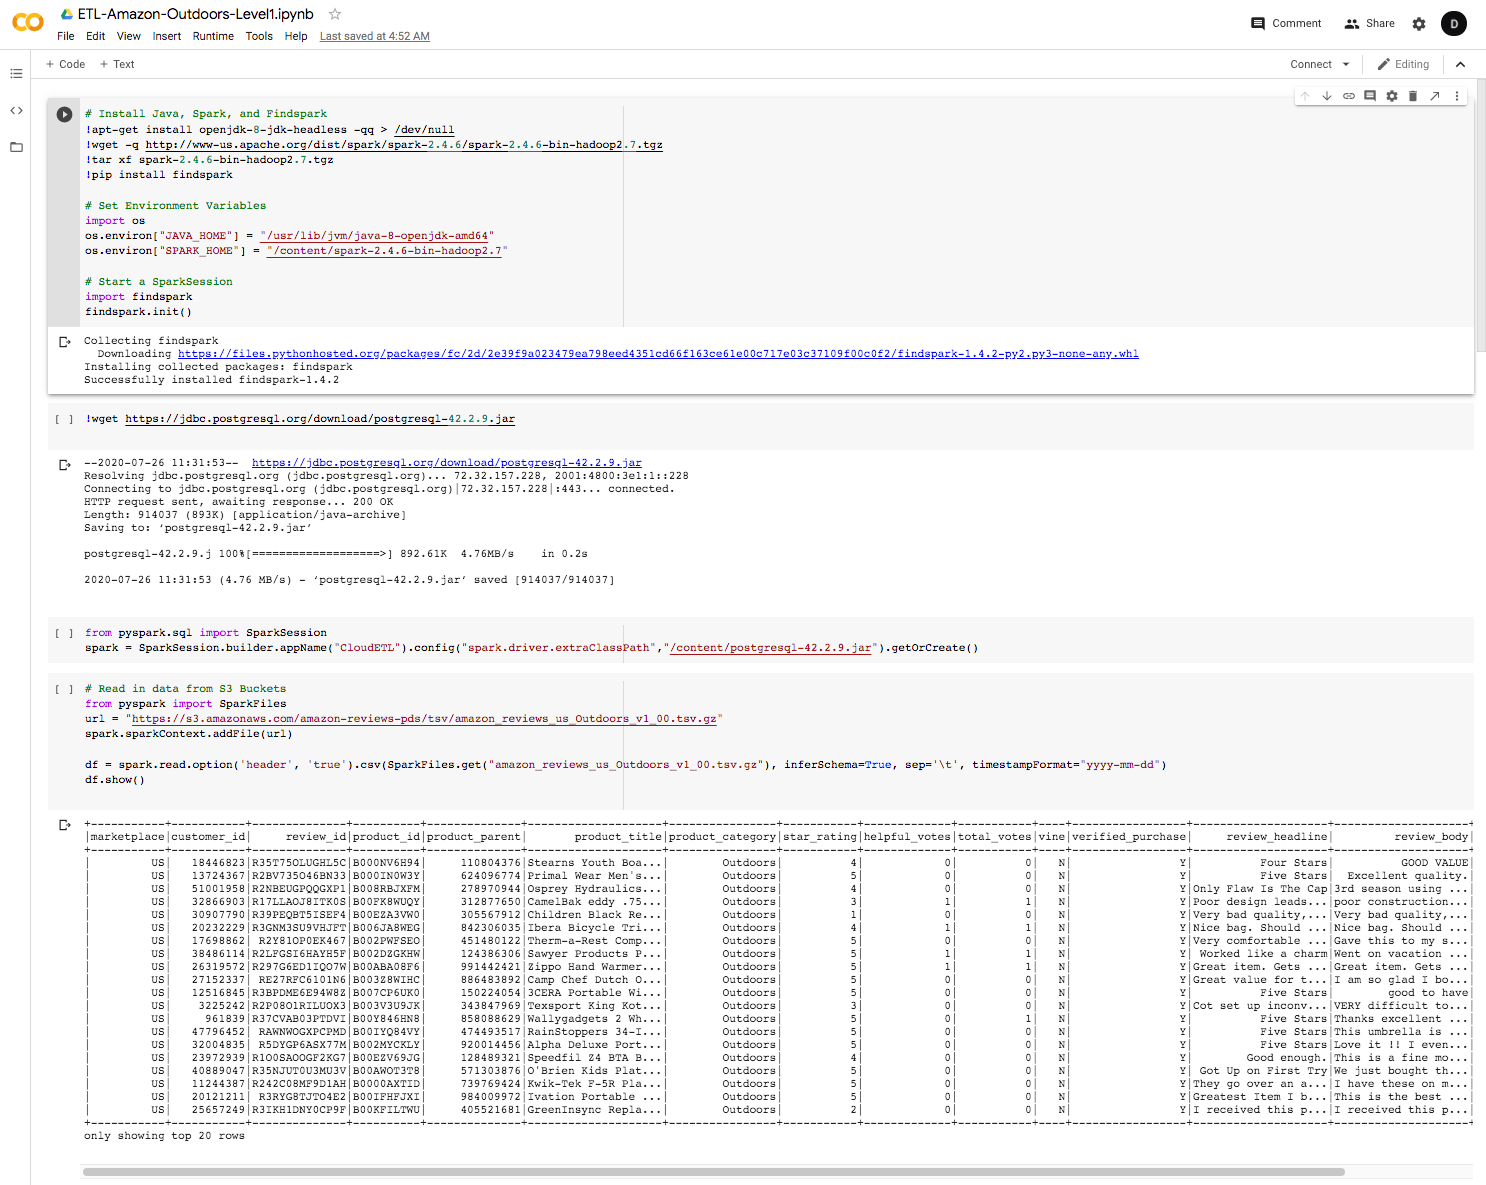 ETL-Amazon-Outdoors-Level1.ipynb
File Edit View Insert Runtime Tools Help Last saved at 4:52 AM
Comment Share D
+ Code + Text
Connect Editing
# Install Java, Spark, and Findspark
!apt-get install openjdk-8-jdk-headless -qq > /dev/null
!wget -q http://www-us.apache.org/dist/spark/spark-2.4.6/spark-2.4.6-bin-hadoop2.7.tgz
!tar xf spark-2.4.6-bin-hadoop2.7.tgz
!pip install findspark
# Set Environment Variables
import os
os.environ["JAVA_HOME"] = "/usr/lib/jvm/java-8-openjdk-amd64"
os.environ["SPARK_HOME"] = "/content/spark-2.4.6-bin-hadoop2.7"
# Start a SparkSession
import findspark
findspark.init()
Collecting findspark
  Downloading https://files.pythonhosted.org/packages/fc/2d/2e39f9a023479ea798eed4351cd66f163ce61e00c717e03c37109f00c0f2/findspark-1.4.2-py2.py3-none-any.whl
Installing collected packages: findspark
Successfully installed findspark-1.4.2
[ ] !wget https://jdbc.postgresql.org/download/postgresql-42.2.9.jar
--2020-07-26 11:31:53--  https://jdbc.postgresql.org/download/postgresql-42.2.9.jar
Resolving jdbc.postgresql.org (jdbc.postgresql.org)... 72.32.157.228, 2001:4800:3e1:1::228
Connecting to jdbc.postgresql.org (jdbc.postgresql.org)|72.32.157.228|:443... connected.
HTTP request sent, awaiting response... 200 OK
Length: 914037 (893K) [application/java-archive]
Saving to: ‘postgresql-42.2.9.jar’
postgresql-42.2.9.j 100%[===================>] 892.61K  4.76MB/s    in 0.2s
2020-07-26 11:31:53 (4.76 MB/s) - ‘postgresql-42.2.9.jar’ saved [914037/914037]
[ ] from pyspark.sql import SparkSession
spark = SparkSession.builder.appName("CloudETL").config("spark.driver.extraClassPath","/content/postgresql-42.2.9.jar").getOrCreate()
[ ] # Read in data from S3 Buckets
from pyspark import SparkFiles
url = "https://s3.amazonaws.com/amazon-reviews-pds/tsv/amazon_reviews_us_Outdoors_v1_00.tsv.gz"
spark.sparkContext.addFile(url)
df = spark.read.option('header', 'true').csv(SparkFiles.get("amazon_reviews_us_Outdoors_v1_00.tsv.gz"), inferSchema=True, sep='\t', timestampFormat="yyyy-mm-dd")
df.show()
|marketplace|customer_id|     review_id|product_id|product_parent|       product_title|product_category|star_rating|helpful_votes|total_votes|vine|verified_purchase|     review_headline|         review_body|
| US| 18446823|R35T75OLUGHL5C|B000NV6H94| 110804376|Stearns Youth Boa...| Outdoors| 4| 0| 0| N| Y| Four Stars| GOOD VALUE|
| US| 13724367|R2BV735O46BN33|B000IN0W3Y| 624096774|Primal Wear Men's...| Outdoors| 5| 0| 0| N| Y| Five Stars| Excellent quality.|
| US| 51001958|R2NBEUGPQQGXP1|B008RBJXFM| 278970944|Osprey Hydraulics...| Outdoors| 4| 0| 0| N| Y|Only Flaw Is The Cap|3rd season using ...|
| US| 32866903|R17LLAOJ8ITK0S|B00FK8WUQY| 312877650|CamelBak eddy .75...| Outdoors| 3| 1| 1| N| Y|Poor design leads...|poor construction...|
| US| 30907790|R39PEQBT5ISEF4|B00EZA3VW0| 305567912|Children Black Re...| Outdoors| 1| 0| 0| N| Y|Very bad quality,...|Very bad quality,...|
| US| 20232229|R3GNM3SU9VHJFT|B006JA8WEG| 842306035|Ibera Bicycle Tri...| Outdoors| 4| 1| 1| N| Y|Nice bag. Should ...|Nice bag. Should ...|
| US| 17698862| R2Y81OP0EK467|B002PWFSEO| 451480122|Therm-a-Rest Comp...| Outdoors| 5| 0| 0| N| Y|Very comfortable ...|Gave this to my s...|
| US| 38486114|R2LFGSI6HAYH5F|B002DZGKHW| 124386306|Sawyer Products P...| Outdoors| 5| 1| 1| N| Y| Worked like a charm|Went on vacation ...|
| US| 26319572|R297G6ED1IQO7W|B00ABA08F6| 991442421|Zippo Hand Warmer...| Outdoors| 5| 1| 1| N| Y|Great item. Gets ...|Great item. Gets ...|
| US| 27152337| RE27RFC6101N6|B003Z8WIHC| 886483892|Camp Chef Dutch O...| Outdoors| 5| 0| 0| N| Y|Great value for t...|I am so glad I bo...|
| US| 12516845|R3BPDME6E94W8Z|B007CP6UK0| 150224054|3CERA Portable Wi...| Outdoors| 5| 0| 0| N| Y| Five Stars| good to have|
| US| 3225242|R2P08O1RILUOX3|B003V3U9JK| 343847969|Texsport King Kot...| Outdoors| 3| 0| 0| N| Y|Cot set up inconv...|VERY difficult to...|
| US| 961839|R37CVAB03PTDVI|B00Y846HN8| 858088629|Wallygadgets 2 Wh...| Outdoors| 5| 0| 1| N| Y| Five Stars|Thanks excellent ...|
| US| 47796452| RAWNWOGXPCPMD|B00IYQ84VY| 474493517|RainStoppers 34-I...| Outdoors| 5| 0| 0| N| Y| Five Stars|This umbrella is ...|
| US| 32004835| R5DYGP6ASX77M|B002MYCKLY| 920014456|Alpha Deluxe Port...| Outdoors| 5| 0| 0| N| Y| Five Stars|Love it !! I even...|
| US| 23972939|R1O0SAOOGF2KG7|B00EZV69JG| 128489321|Speedfil Z4 BTA B...| Outdoors| 4| 0| 0| N| Y| Good enough.|This is a fine mo...|
| US| 40889047|R35NJUT0U3MU3V|B00AWOT3T8| 571303876|O'Brien Kids Plat...| Outdoors| 5| 0| 0| N| Y| Got Up on First Try|We just bought th...|
| US| 11244387|R242C08MF9D1AH|B0000AXTID| 739769424|Kwik-Tek F-5R Pla...| Outdoors| 5| 0| 0| N| Y|They go over an a...|I have these on m...|
| US| 20121211| R3RYG8TJTO4E2|B00IFHFJXI| 984009972|Ivation Portable ...| Outdoors| 5| 0| 0| N| Y|Greatest Item I b...|This is the best ...|
| US| 25657249|R3IKH1DNY0CP9F|B00KFILTWU| 405521681|GreenInsync Repla...| Outdoors| 2| 0| 0| N| Y|I received this p...|I received this p...|
only showing top 20 rows